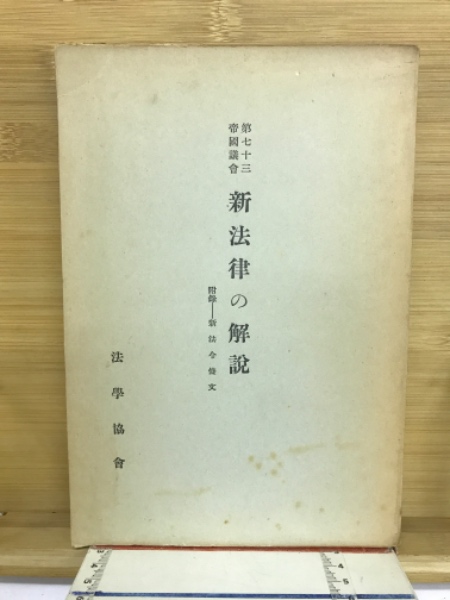 第七十三
帝國議會
新法律の解說
附錄——新法令條文
法學協會